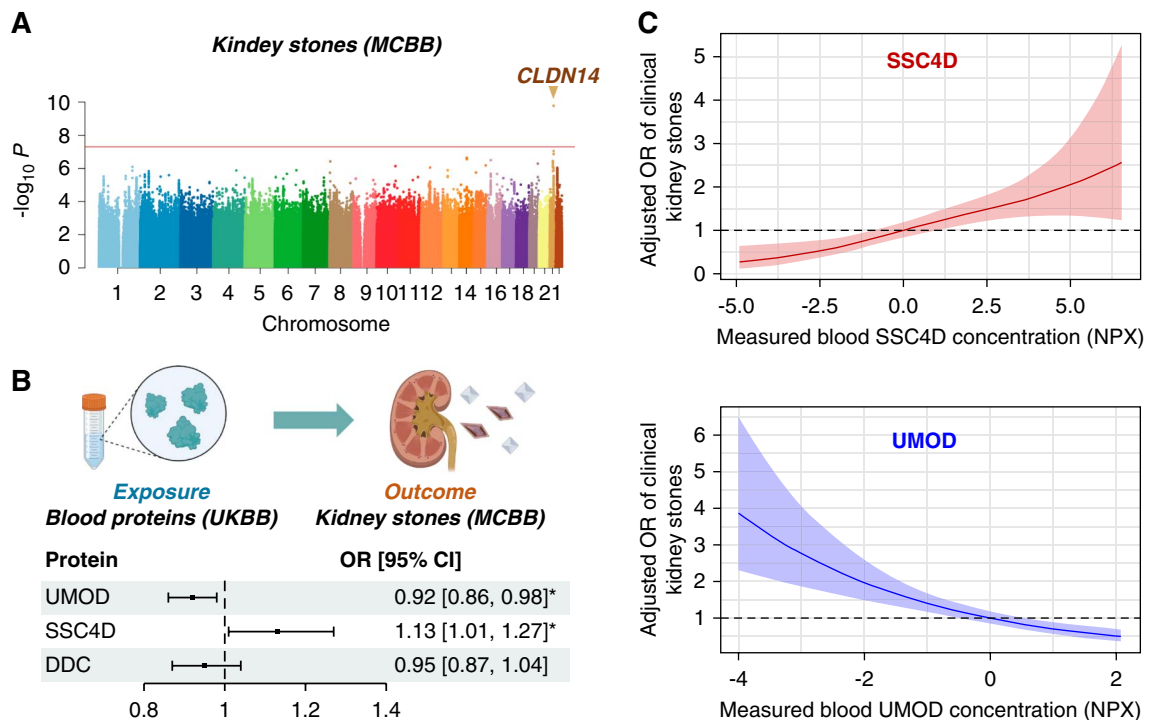 A
Kindey stones (MCBB)
CLDN14
10
8
6
4
2
0
-log10 P
1 2 3 4 5 6 7 8 9 10 11 12 14 16 18 21
Chromosome
B
Exposure
Blood proteins (UKBB)
Outcome
Kidney stones (MCBB)
Protein OR [95% CI]
UMOD 0.92 [0.86, 0.98]*
SSC4D 1.13 [1.01, 1.27]*
DDC 0.95 [0.87, 1.04]
0.8 1 1.2 1.4
C
SSC4D
Adjusted OR of clinical
kidney stones
5
4
3
2
1
0
-5.0 -2.5 0.0 2.5 5.0
Measured blood SSC4D concentration (NPX)
UMOD
Adjusted OR of clinical
kidney stones
6
5
4
3
2
1
-4 -2 0 2
Measured blood UMOD concentration (NPX)